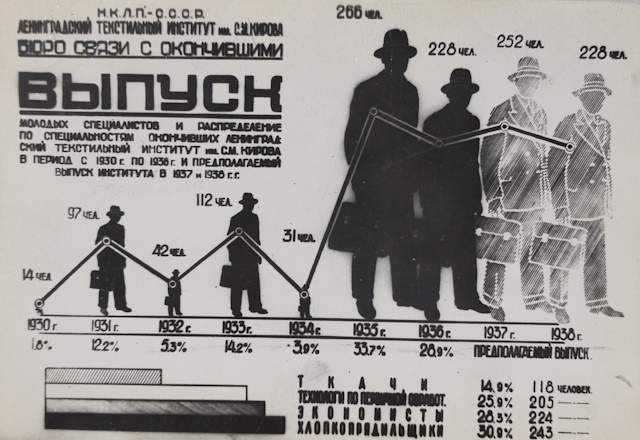 Н.К.Л.П.-С.С.С.Р.
ЛЕНИНГРАДСКИЙ ТЕКСТИЛЬНЫЙ ИНСТИТУТ им. С.М. КИРОВА
БЮРО СВЯЗИ С ОКОНЧИВШИМИ
ВЫПУСК
МОЛОДЫХ СПЕЦИАЛИСТОВ И РАСПРЕДЕЛЕНИЕ
ПО СПЕЦИАЛЬНОСТЯМ ОКОНЧИВШИХ ЛЕНИНГРАД
СКИЙ ТЕКСТИЛЬНЫЙ ИНСТИТУТ им. С.М. КИРОВА
В ПЕРИОД С 1930 г. ПО 1936 г. И ПРЕДПОЛАГАЕМЫЙ
ВЫПУСК ИНСТИТУТА В 1937 и 1938 г.г.
14 ЧЕЛ. 97 ЧЕЛ. 42 ЧЕЛ. 112 ЧЕЛ. 31 ЧЕЛ. 266 ЧЕЛ. 228 ЧЕЛ. 252 ЧЕЛ. 228 ЧЕЛ.
1930 г. 1931 г. 1932 г. 1933 г. 1934 г. 1935 г. 1936 г. 1937 г. 1938 г.
1.8% 12.2% 5.3% 14.2% 3.9% 33.7% 28.9% ПРЕДПОЛАГАЕМЫЙ ВЫПУСК.
ТКАЧИ 14.9% 118 ЧЕЛОВЕК.
ТЕХНОЛОГИ ПО ПЕРВИЧНОЙ ОБРАБОТ. 25.9% 205 —
ЭКОНОМИСТЫ 28.3% 224 —
ХЛОПКОПРЯДИЛЬЩИКИ 30.9% 243 —